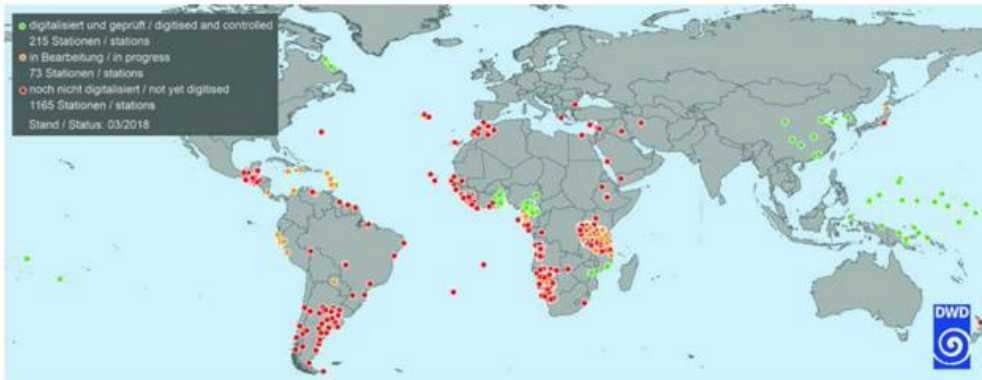 digitalisiert und geprüft / digitised and controlled
215 Stationen / stations
in Bearbeitung / in progress
73 Stationen / stations
noch nicht digitalisiert / not yet digitised
1165 Stationen / stations
Stand / Status: 03/2018
DWD